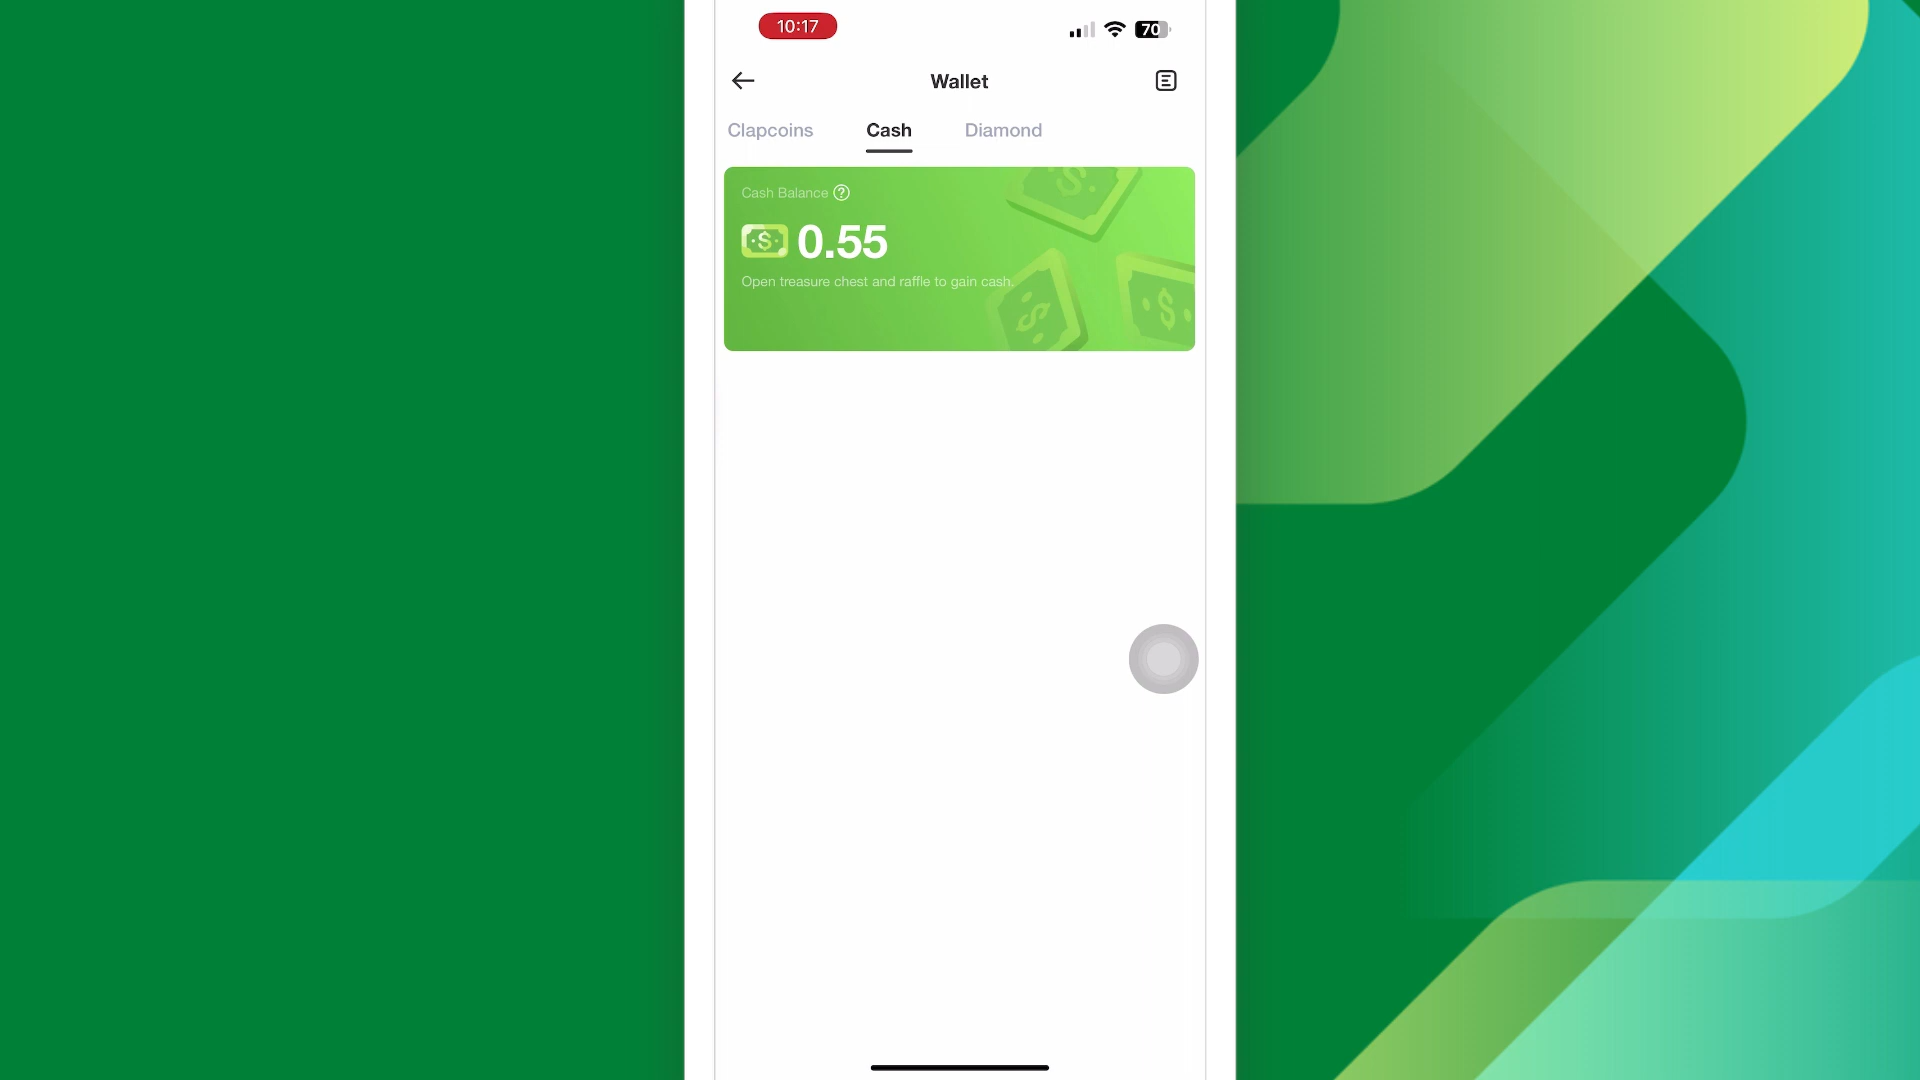 10:17
70
Wallet
Clapcoins
Cash
Diamond
Cash Balance ?
$ 0.55
Open treasure chest and raffle to gain cash.